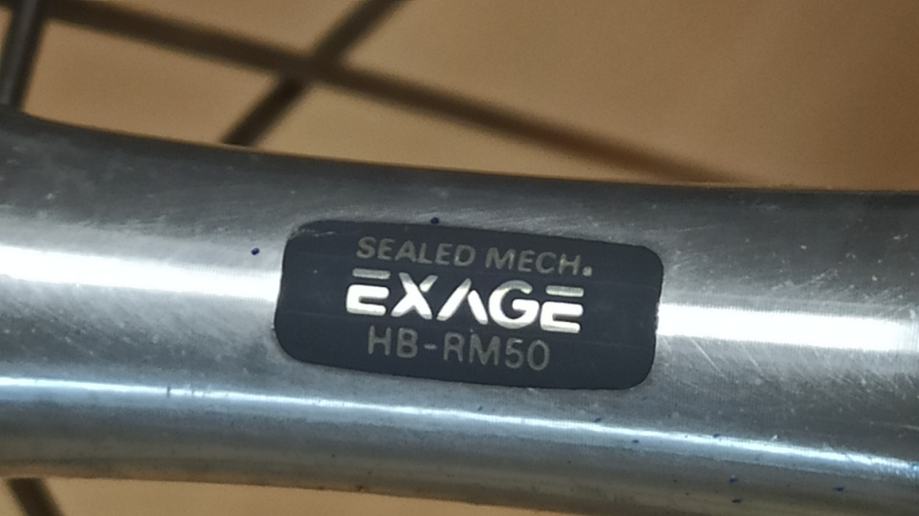 SEALED MECH.
EXAGE
HB-RM50